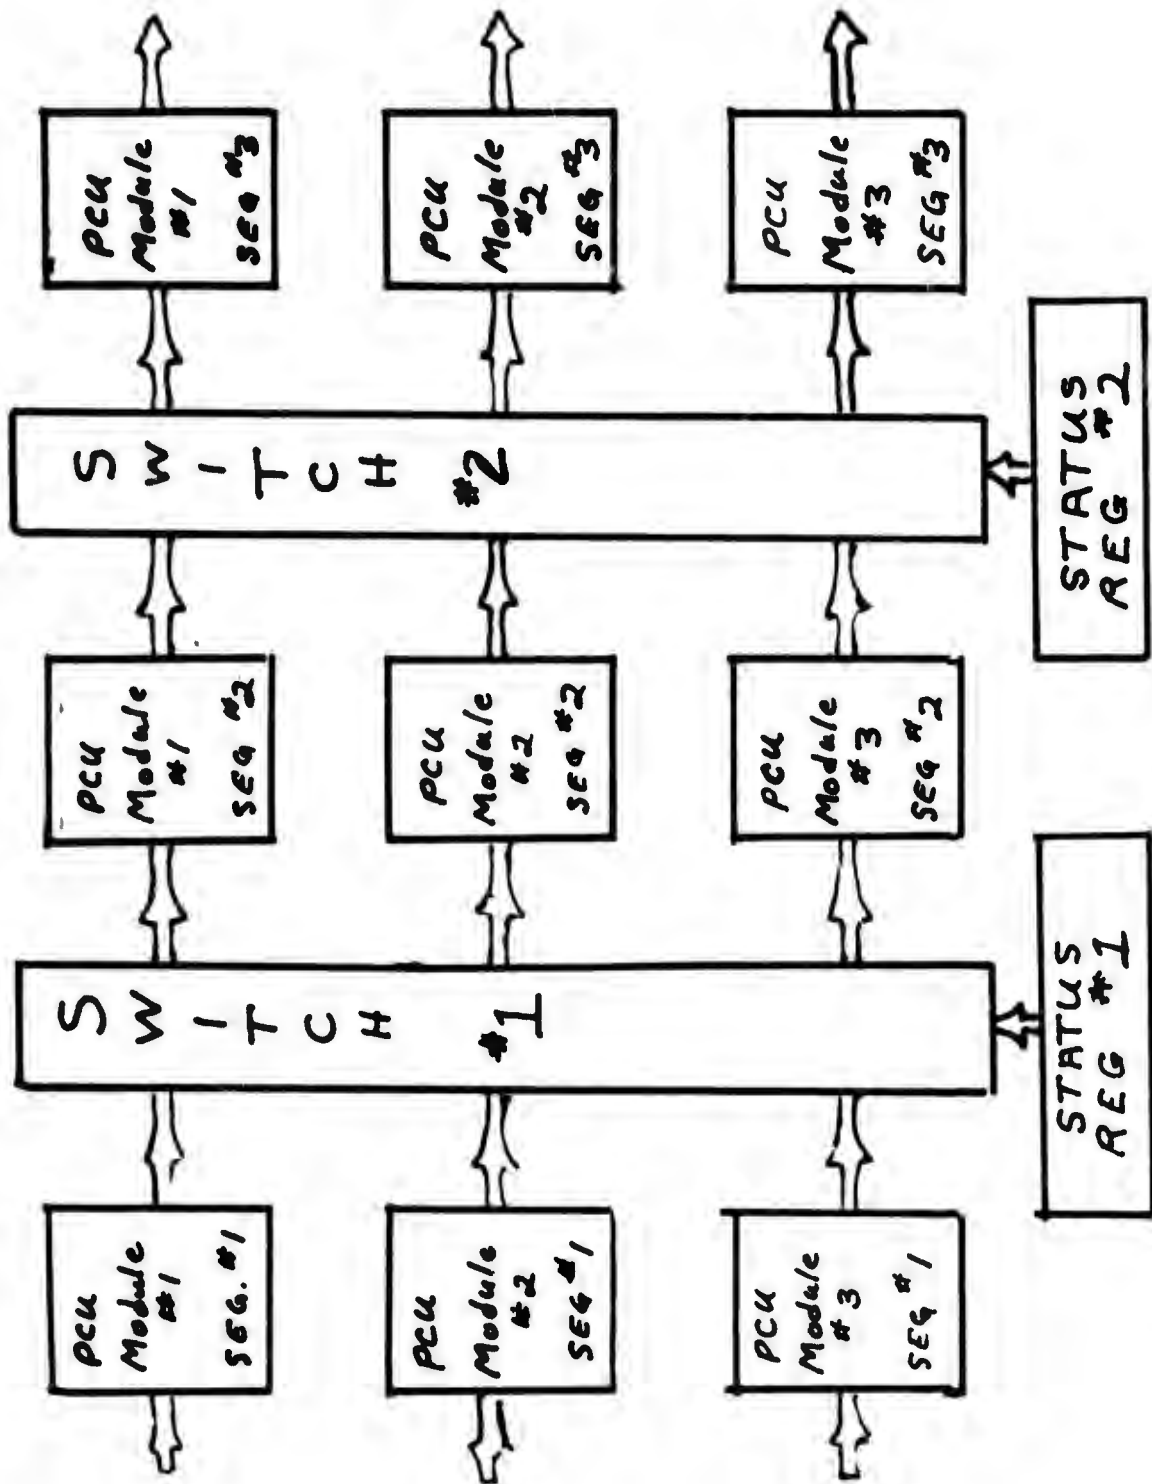 PCU
Module
#1
SEG. #1
PCU
Module
#2
SEG #1
PCU
Module
#3
SEG #1
S
W
I
T
C
H
#1
STATUS
REG #1
PCU
Module
#1
SEG #2
PCU
Module
#2
SEG #2
PCU
Module
#3
SEG #2
S
W
I
T
C
H
#2
STATUS
REG #2
PCU
Module
#1
SEG #3
PCU
Module
#2
SEG #3
PCU
Module
#3
SEG #3